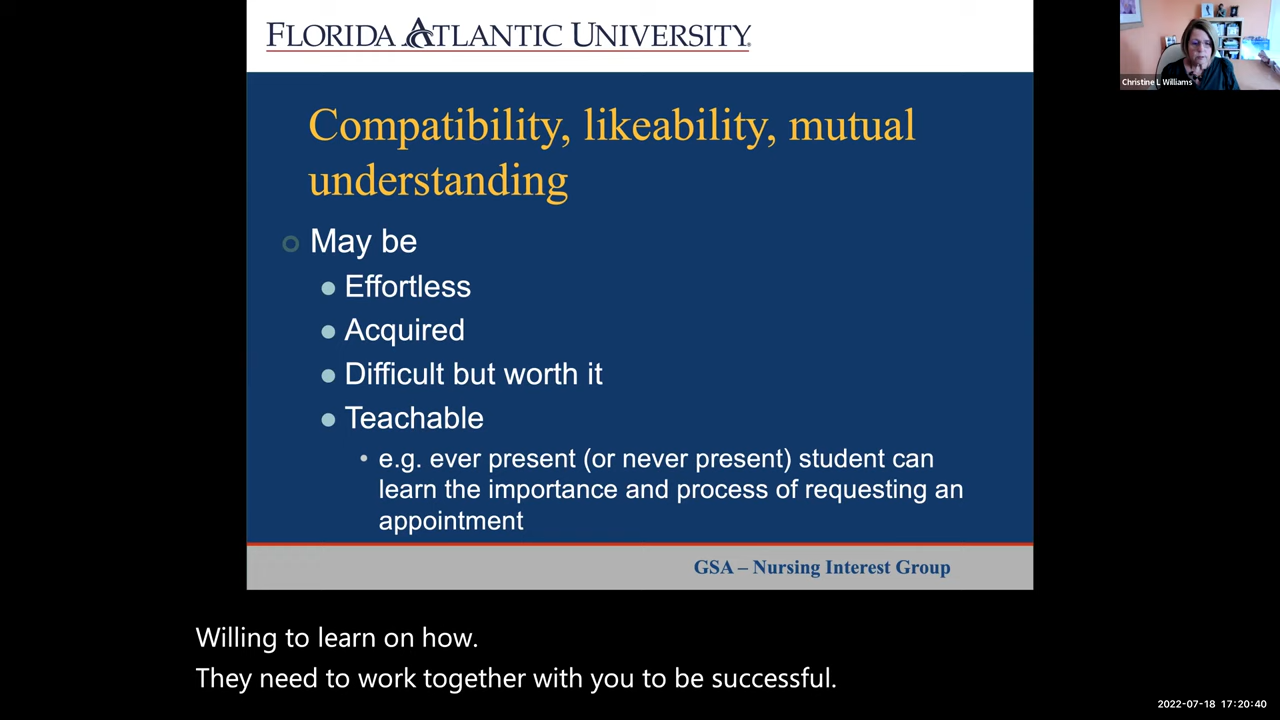 FLORIDA ATLANTIC UNIVERSITY
Christine L Williams
Compatibility, likeability, mutual
understanding
May be
Effortless
Acquired
Difficult but worth it
Teachable
e.g. ever present (or never present) student can
learn the importance and process of requesting an
appointment
GSA – Nursing Interest Group
Willing to learn on how.
They need to work together with you to be successful.
2022-07-18 17:20:40